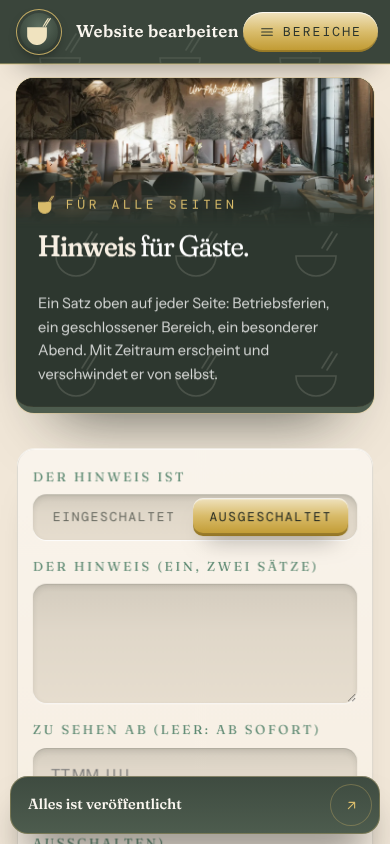 Website bearbeiten
BEREICHE
FÜR ALLE SEITEN
Hinweis für Gäste.
Ein Satz oben auf jeder Seite: Betriebsferien,
ein geschlossener Bereich, ein besonderer
Abend. Mit Zeitraum erscheint und
verschwindet er von selbst.
DER HINWEIS IST
EINGESCHALTET
AUSGESCHALTET
DER HINWEIS (EIN, ZWEI SÄTZE)
ZU SEHEN AB (LEER: AB SOFORT)
Alles ist veröffentlicht
AUSSCHALTEN)